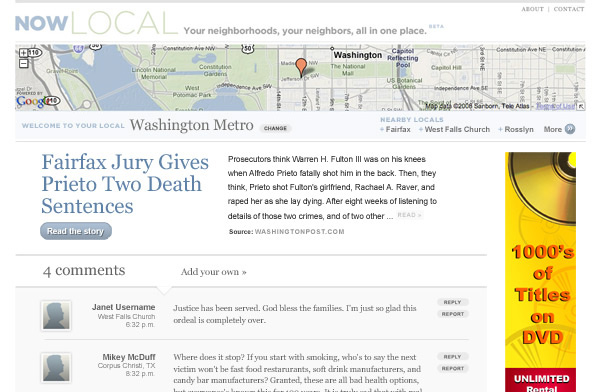 ABOUT | CONTACT
NOWLOCAL Your neighborhoods, your neighbors, all in one place. BETA
Washington
Constitution Ave NW
Capitol Reflecting Pool
Lincoln Memorial
The National Mall
West Potomac Park
US Botanic Gardens
Independence Ave SW
POWERED BY Google
Map data ©2008 Sanborn, Tele Atlas - Terms of Use
WELCOME TO YOUR LOCAL Washington Metro CHANGE
NEARBY LOCALS
+ Fairfax + West Falls Church + Rosslyn More »
Fairfax Jury Gives
Prieto Two Death
Sentences
Read the story
Prosecutors think Warren H. Fulton III was on his knees
when Alfredo Prieto fatally shot him in the back. Then, they
think, Prieto shot Fulton's girlfriend, Rachael A. Raver, and
raped her as she lay dying. After eight weeks of listening to
details of those two crimes, and of two other ... READ »
Source: WASHINGTONPOST.COM
4 comments Add your own »
Janet Username
West Falls Church
6:32 p.m.
Justice has been served. God bless the families. I'm just so glad this
ordeal is completely over.
REPLY
REPORT
Mikey McDuff
Corpus Christi, TX
8:32 p.m.
Where does it stop? If you start with smoking, who's to say the next
victim won't be fast food restaurants, soft drink manufacturers, and
candy bar manufacturers? Granted, these are all bad health options,
REPLY
REPORT
1000's
of
Titles
on
DVD
UNLIMITED
Rental